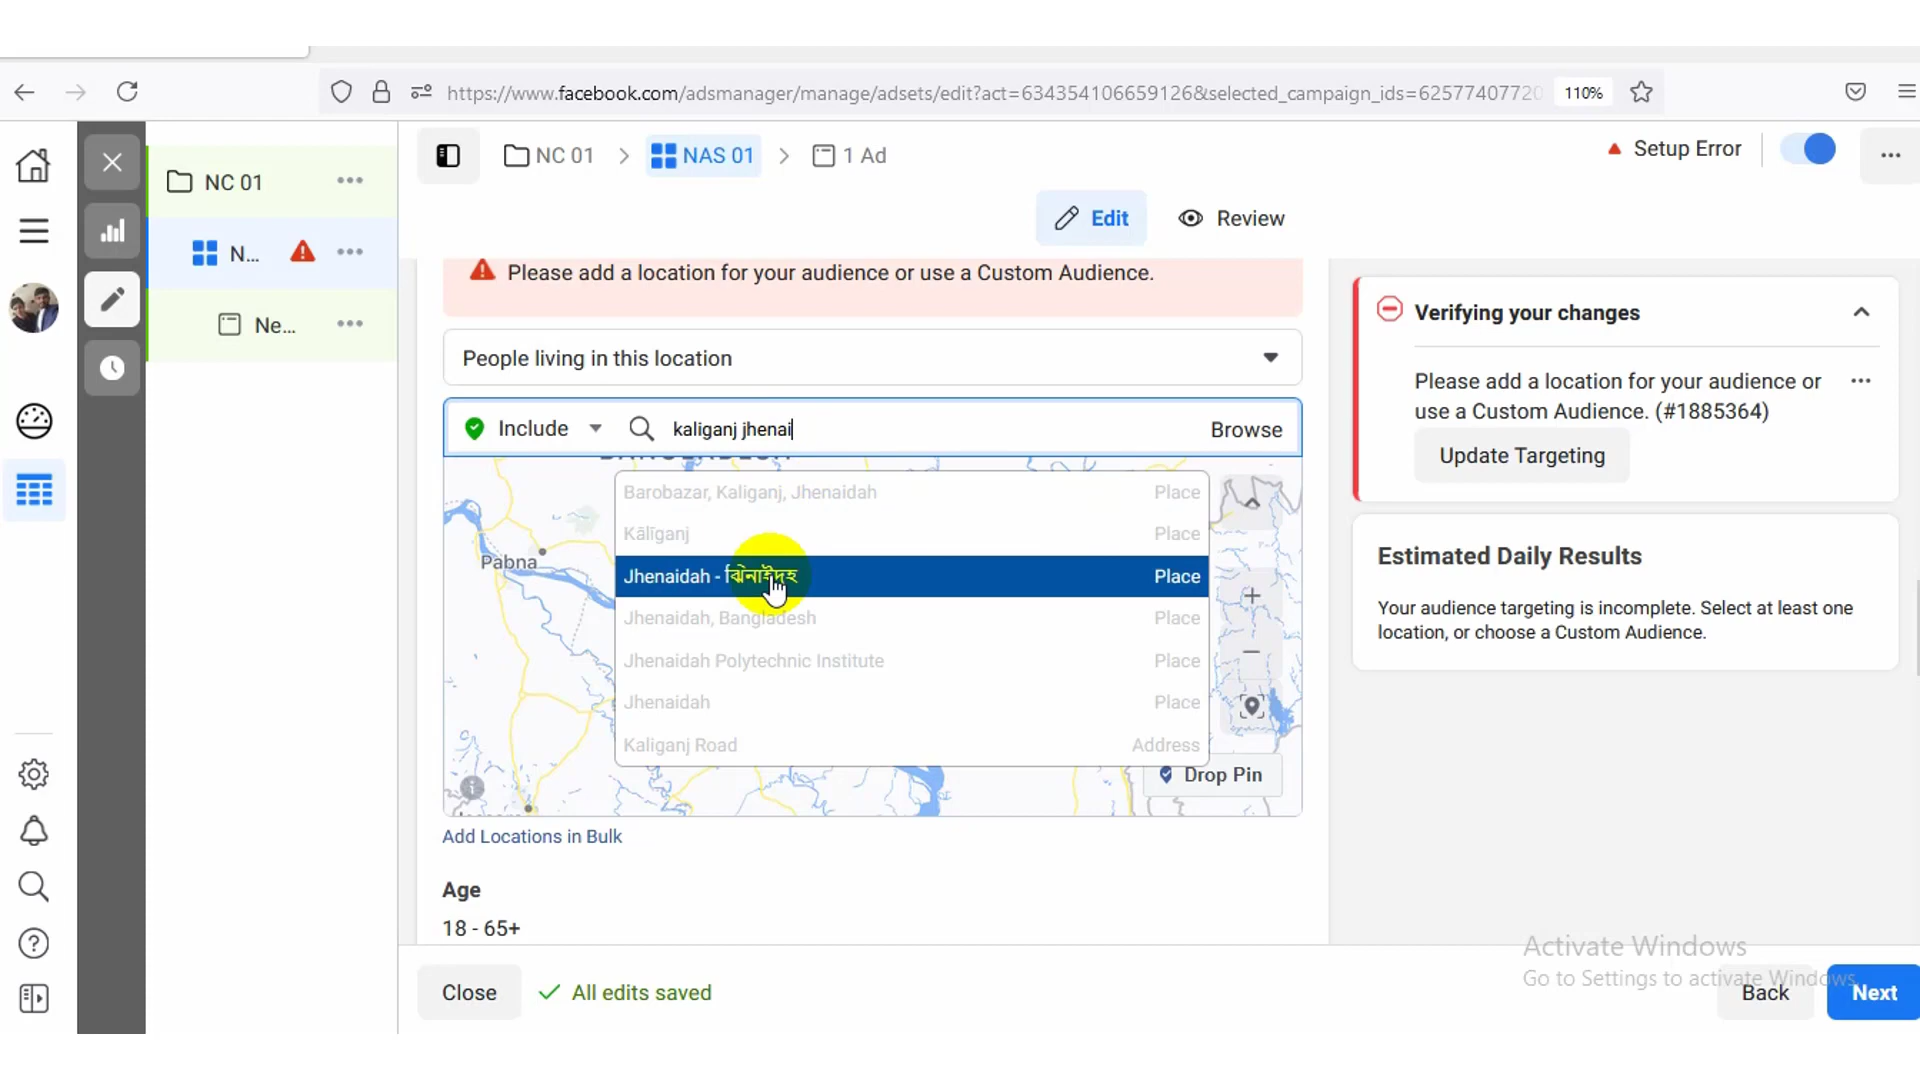 https://www.facebook.com/adsmanager/manage/adsets/edit?act=634354106659126&selected_campaign_ids=62577407720
110%
NC 01
NAS 01
1 Ad
Setup Error
NC 01
N...
Ne...
Edit
Review
Please add a location for your audience or use a Custom Audience.
People living in this location
Include
kaliganj jhenai
Browse
Barobazar, Kaliganj, Jhenaidah Place
Kālīganj Place
Jhenaidah - ঝিনাইদহ Place
Jhenaidah, Bangladesh Place
Jhenaidah Polytechnic Institute Place
Jhenaidah Place
Kaliganj Road Address
Pabna
Drop Pin
Add Locations in Bulk
Age
18 - 65+
Close
All edits saved
Verifying your changes
Please add a location for your audience or
use a Custom Audience. (#1885364)
Update Targeting
Estimated Daily Results
Your audience targeting is incomplete. Select at least one
location, or choose a Custom Audience.
Activate Windows
Go to Settings to activate Windows.
Back
Next